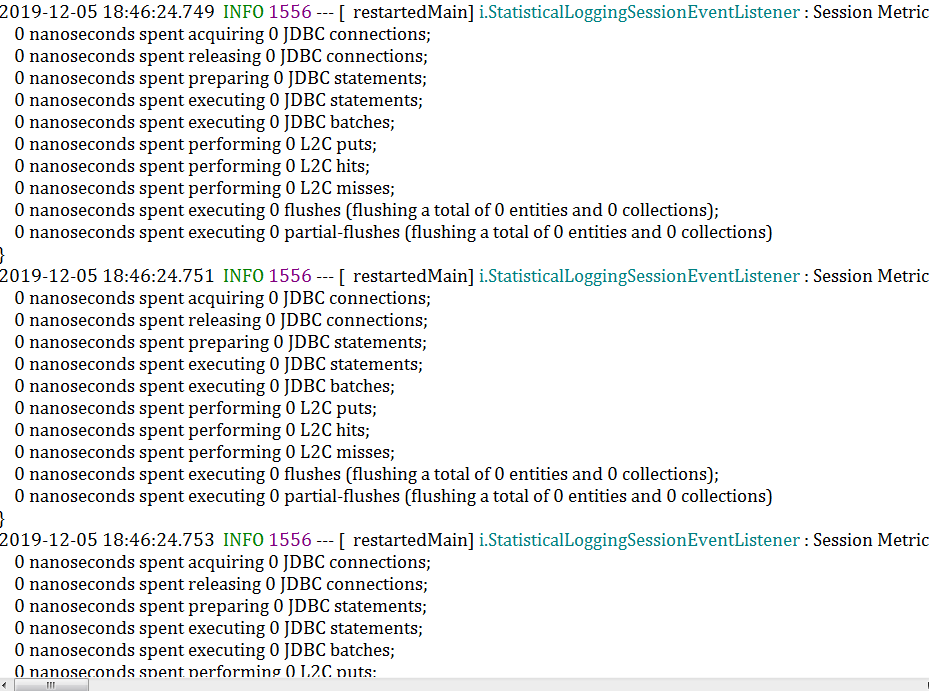 2019-12-05 18:46:24.749 INFO 1556 --- [ restartedMain] i.StatisticalLoggingSessionEventListener : Session Metric
0 nanoseconds spent acquiring 0 JDBC connections;
0 nanoseconds spent releasing 0 JDBC connections;
0 nanoseconds spent preparing 0 JDBC statements;
0 nanoseconds spent executing 0 JDBC statements;
0 nanoseconds spent executing 0 JDBC batches;
0 nanoseconds spent performing 0 L2C puts;
0 nanoseconds spent performing 0 L2C hits;
0 nanoseconds spent performing 0 L2C misses;
0 nanoseconds spent executing 0 flushes (flushing a total of 0 entities and 0 collections);
0 nanoseconds spent executing 0 partial-flushes (flushing a total of 0 entities and 0 collections)
}
2019-12-05 18:46:24.751 INFO 1556 --- [ restartedMain] i.StatisticalLoggingSessionEventListener : Session Metric
0 nanoseconds spent acquiring 0 JDBC connections;
0 nanoseconds spent releasing 0 JDBC connections;
0 nanoseconds spent preparing 0 JDBC statements;
0 nanoseconds spent executing 0 JDBC statements;
0 nanoseconds spent executing 0 JDBC batches;
0 nanoseconds spent performing 0 L2C puts;
0 nanoseconds spent performing 0 L2C hits;
0 nanoseconds spent performing 0 L2C misses;
0 nanoseconds spent executing 0 flushes (flushing a total of 0 entities and 0 collections);
0 nanoseconds spent executing 0 partial-flushes (flushing a total of 0 entities and 0 collections)
}
2019-12-05 18:46:24.753 INFO 1556 --- [ restartedMain] i.StatisticalLoggingSessionEventListener : Session Metric
0 nanoseconds spent acquiring 0 JDBC connections;
0 nanoseconds spent releasing 0 JDBC connections;
0 nanoseconds spent preparing 0 JDBC statements;
0 nanoseconds spent executing 0 JDBC statements;
0 nanoseconds spent executing 0 JDBC batches;
0 nanoseconds spent performing 0 L2C puts;